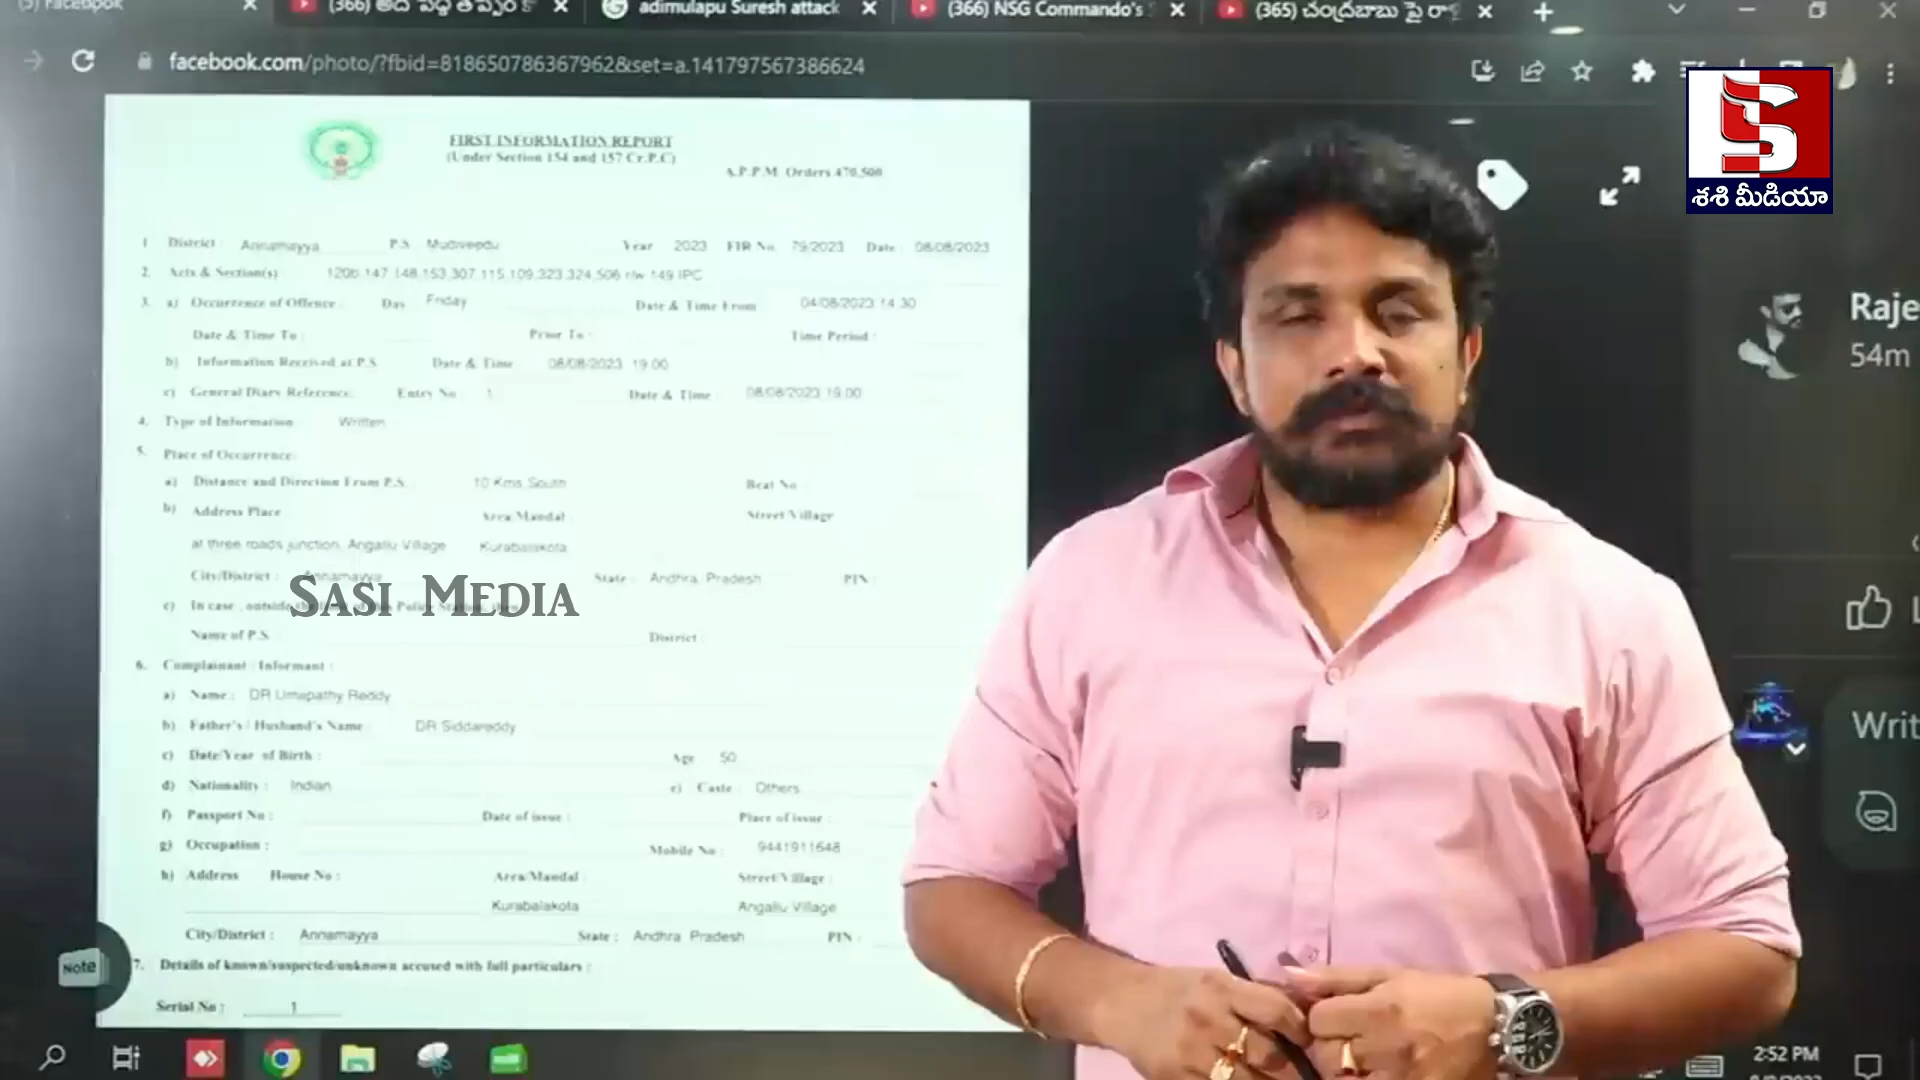 (5) Facebook
(366) NSG Commando's
adimulapu Suresh attack
(365) చంద్రబాబు పై
facebook.com/photo/?fbid=818650786367962&set=a.141797567386624
శశి మీడియా
FIRST INFORMATION REPORT
(Under Section 154 and 157 Cr.P.C)
A.P.P.M. Orders 470,500
1 District : Annamayya P.S Mudiveedu Year 2023 FIR No. 79/2023 Date : 08/08/2023
2. Acts & Section(s) 120b,147,148,153,307,115,109,323,324,506 r/w 149 IPC
3. a) Occurrence of Offence : Day Friday Date & Time From 04/08/2023 14:30
Date & Time To : Prior To : Time Period :
b) Information Received at P.S. Date & Time 08/08/2023 19:00
c) General Diary Reference: Entry No : 1 Date & Time : 08/08/2023 19:00
4. Type of Information Written
5. Place of Occurrence:
a) Distance and Direction From P.S. 10 Kms South Beat No
b) Address Place Area/Mandal Street/Village
at three roads junction, Angallu Village Kurabalakota
City/District : Annamayya State : Andhra Pradesh PIN :
c) In case , outside
Sasi Media
Name of P.S. District :
6. Complainant / Informant :
a) Name : DR Umapathy Reddy
b) Father's / Husband's Name DR Siddareddy
c) Date/Year of Birth : Age 50
d) Nationality : Indian e) Caste Others
f) Passport No : Date of issue : Place of issue :
g) Occupation : Mobile No : 9441911648
h) Address House No : Area/Mandal : Street/Village :
Kurabalakota Angallu Village
City/District : Annamayya State : Andhra Pradesh PIN :
7. Details of known/suspected/unknown accused with full particulars :
Serial No : 1
Note
Raje
54m
L
Writ
2:52 PM